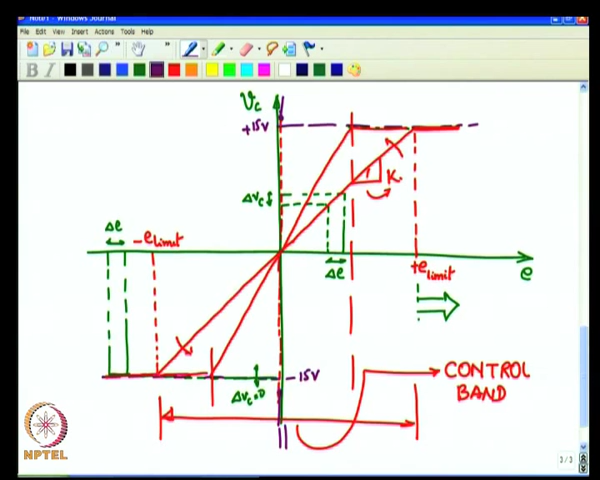 Note1 - Windows Journal
File Edit View Insert Actions Tools Help
B I
Vc
+15V
K
ΔVc
Δe
-elimit
Δe
+elimit
e
-15V
ΔVc=0
CONTROL
BAND
3/3
NPTEL